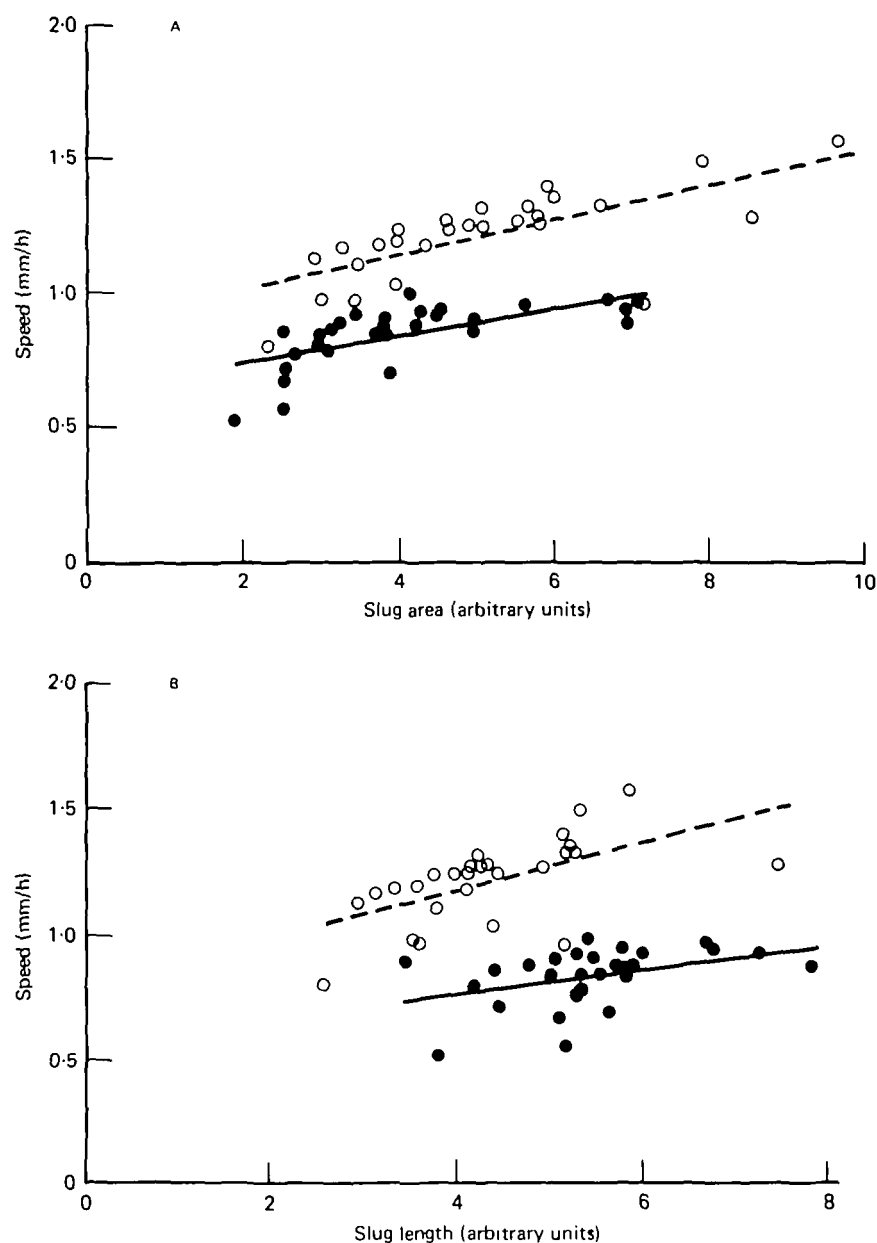 A
2·0
1·5
1·0
0·5
0
Speed (mm/h)
0 2 4 6 8 10
Slug area (arbitrary units)
B
2·0
1·5
1·0
0·5
0
Speed (mm/h)
0 2 4 6 8
Slug length (arbitrary units)